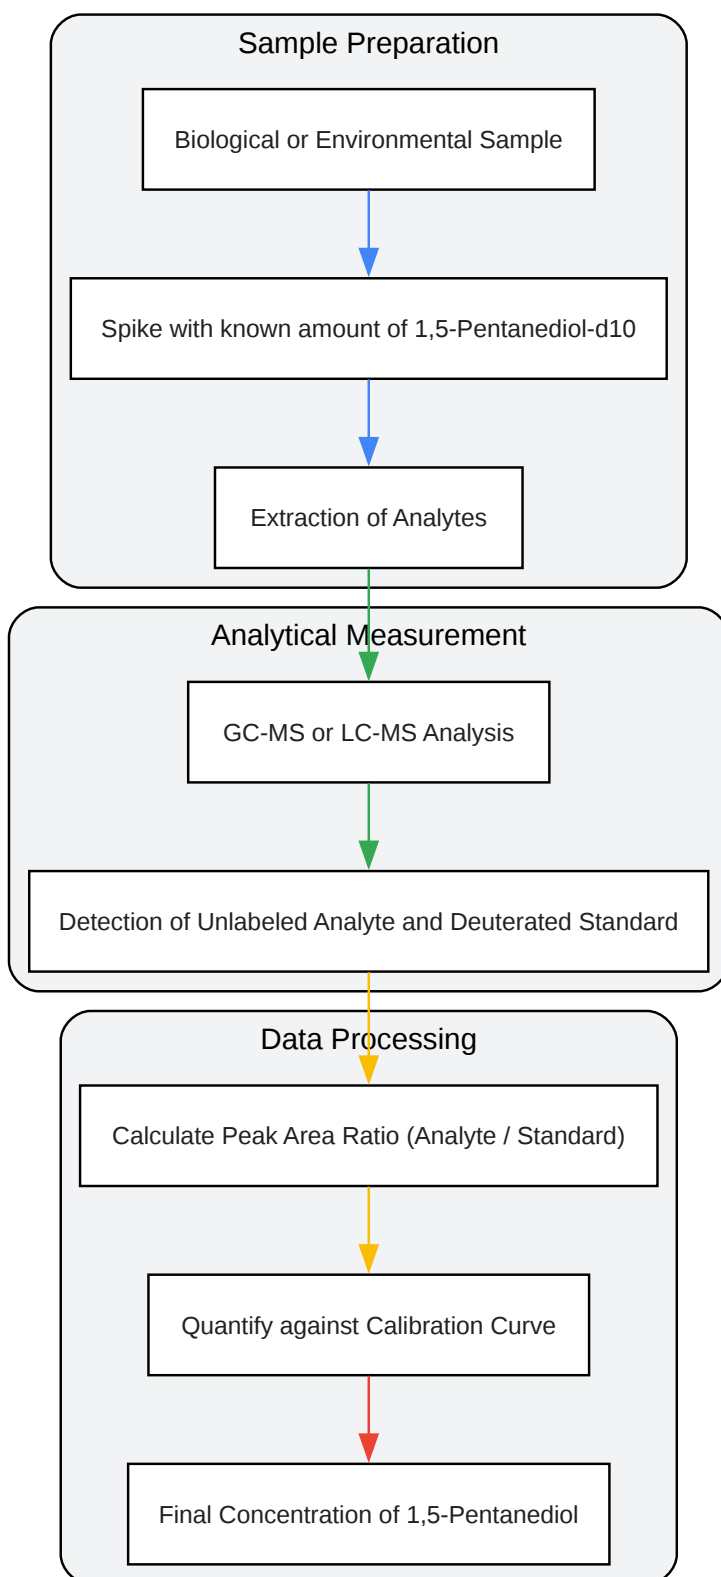 Sample Preparation
Biological or Environmental Sample
Spike with known amount of 1,5-Pentanediol-d10
Extraction of Analytes
Analytical Measurement
GC-MS or LC-MS Analysis
Detection of Unlabeled Analyte and Deuterated Standard
Data Processing
Calculate Peak Area Ratio (Analyte / Standard)
Quantify against Calibration Curve
Final Concentration of 1,5-Pentanediol